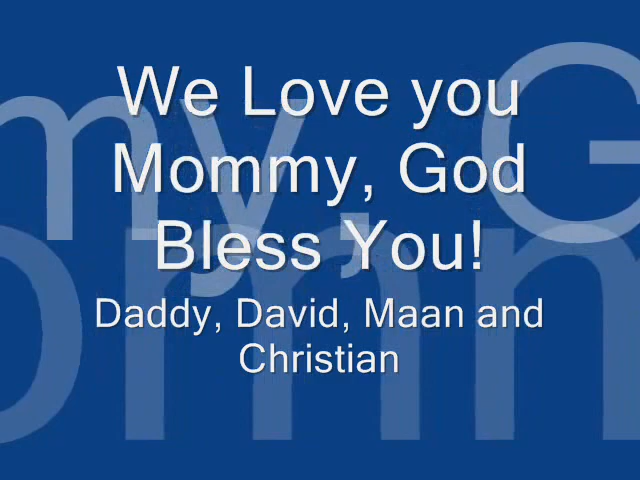 We Love you
Mommy, God
Bless You!
Daddy, David, Maan and
Christian